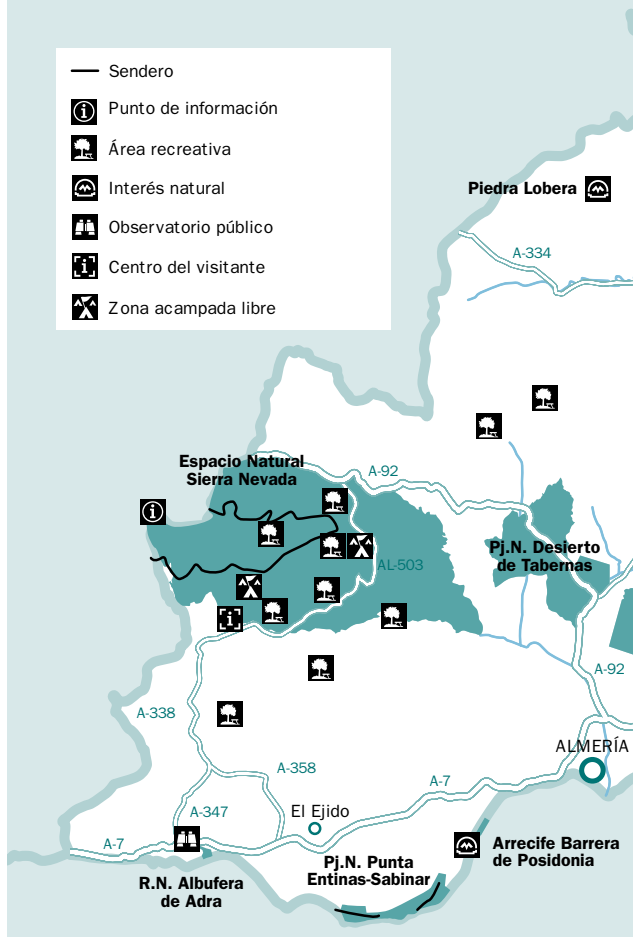 Sendero
Punto de información
Área recreativa
Interés natural
Observatorio público
Centro del visitante
Zona acampada libre
Piedra Lobera
A-334
Espacio Natural
Sierra Nevada
A-92
Pj.N. Desierto
de Tabernas
AL-503
A-92
A-338
ALMERÍA
A-358
A-7
A-347
El Ejido
A-7
Arrecife Barrera
de Posidonia
Pj.N. Punta
Entinas-Sabinar
R.N. Albufera
de Adra